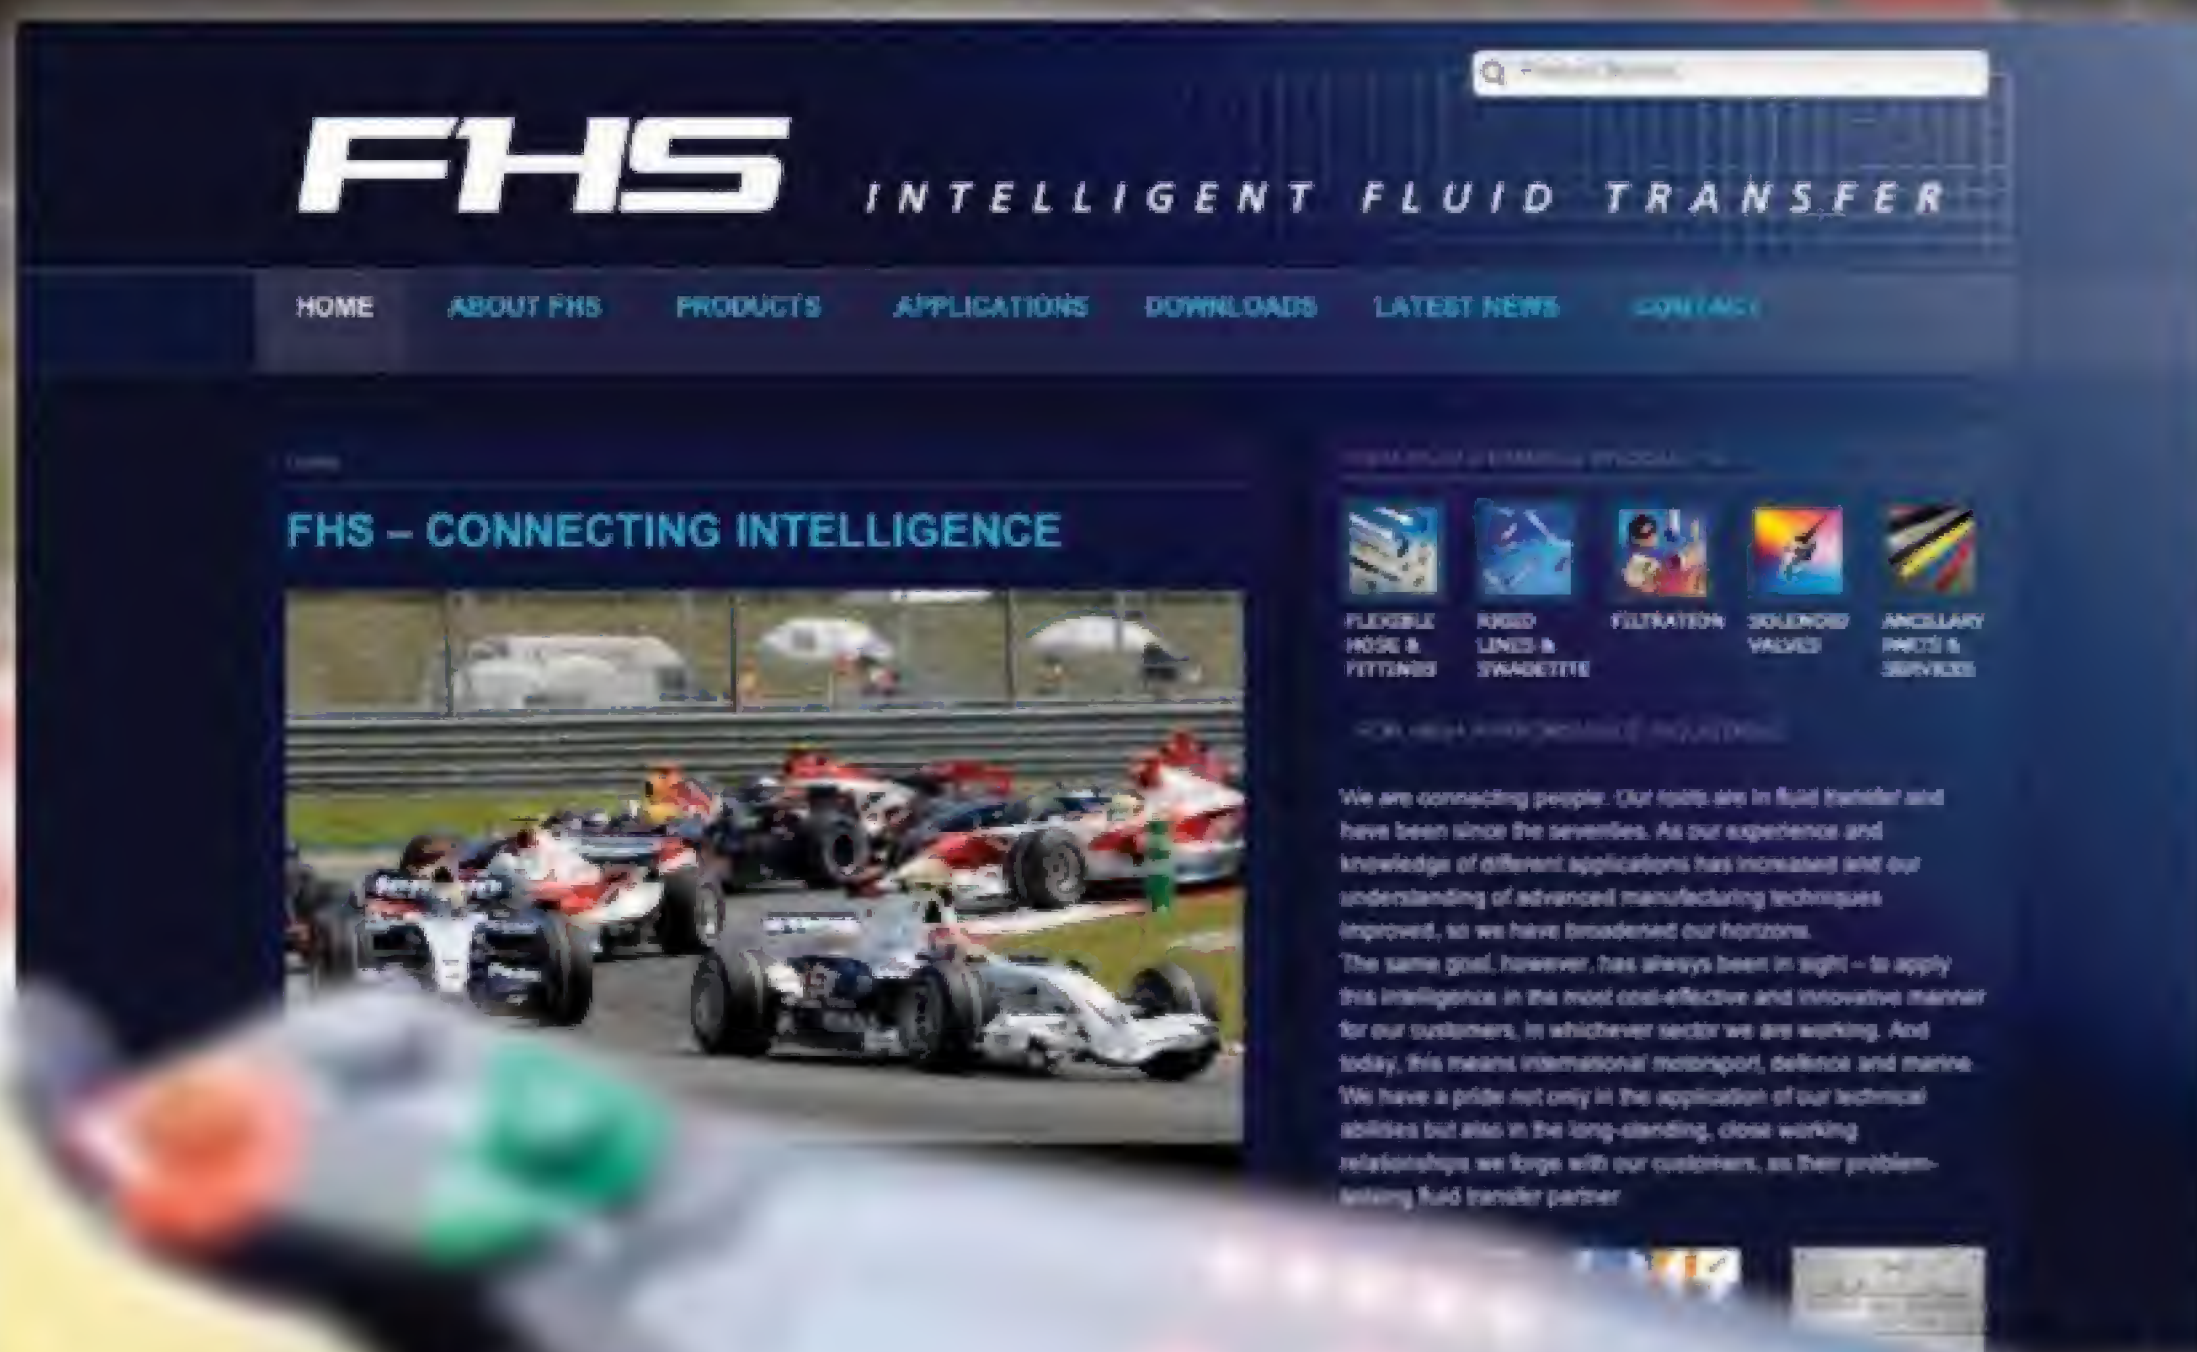 FHS INTELLIGENT FLUID TRANSFER
HOME ABOUT FHS PRODUCTS APPLICATIONS DOWNLOADS LATEST NEWS CONTACT
HOME
FHS – CONNECTING INTELLIGENCE
FLEXIBLE
HOSE &
FITTINGS
RIGID
LINES &
SWAGETITE
FILTRATION
SOLENOID
VALVES
ANCILLARY
PARTS &
SERVICES
FOR HIGH PERFORMANCE INDUSTRIES
We are connecting people. Our roots are in fluid transfer and
have been since the seventies. As our experience and
knowledge of different applications has increased and our
understanding of advanced manufacturing techniques
improved, so we have broadened our horizons.
The same goal, however, has always been in sight – to apply
this intelligence in the most cost-effective and innovative manner
for our customers, in whichever sector we are working. And
today, this means international motorsport, defence and marine.
We have a pride not only in the application of our technical
abilities but also in the long-standing, close working
relationships we forge with our customers, as their problem-
solving fluid transfer partner
lenovo